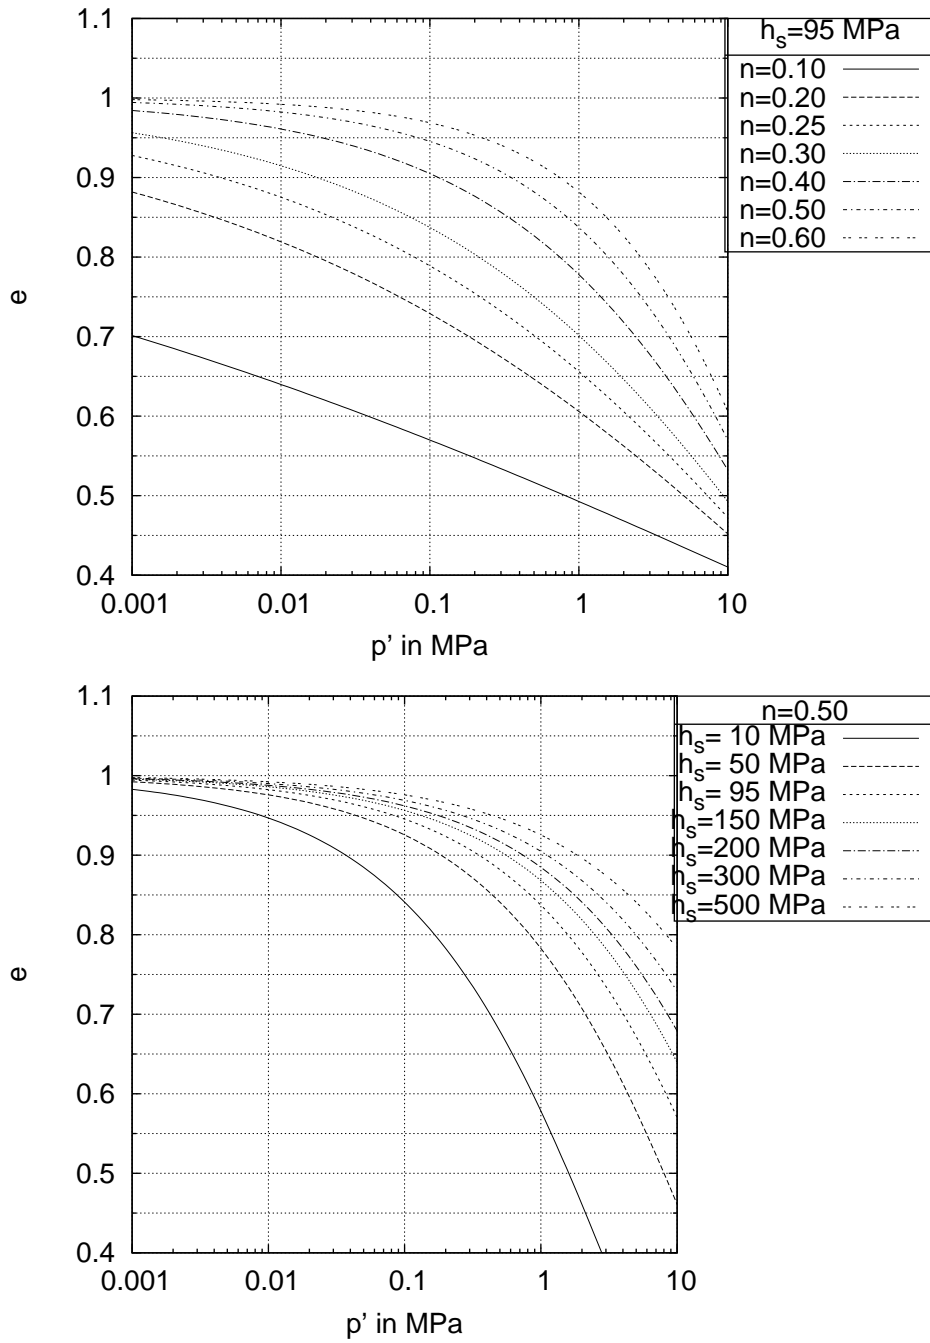 1.1
1
0.9
0.8
0.7
0.6
0.5
0.4
e
0.001 0.01 0.1 1 10
p' in MPa
h_s=95 MPa
n=0.10
n=0.20
n=0.25
n=0.30
n=0.40
n=0.50
n=0.60
1.1
1
0.9
0.8
0.7
0.6
0.5
0.4
e
0.001 0.01 0.1 1 10
p' in MPa
n=0.50
h_s= 10 MPa
h_s= 50 MPa
h_s= 95 MPa
h_s=150 MPa
h_s=200 MPa
h_s=300 MPa
h_s=500 MPa